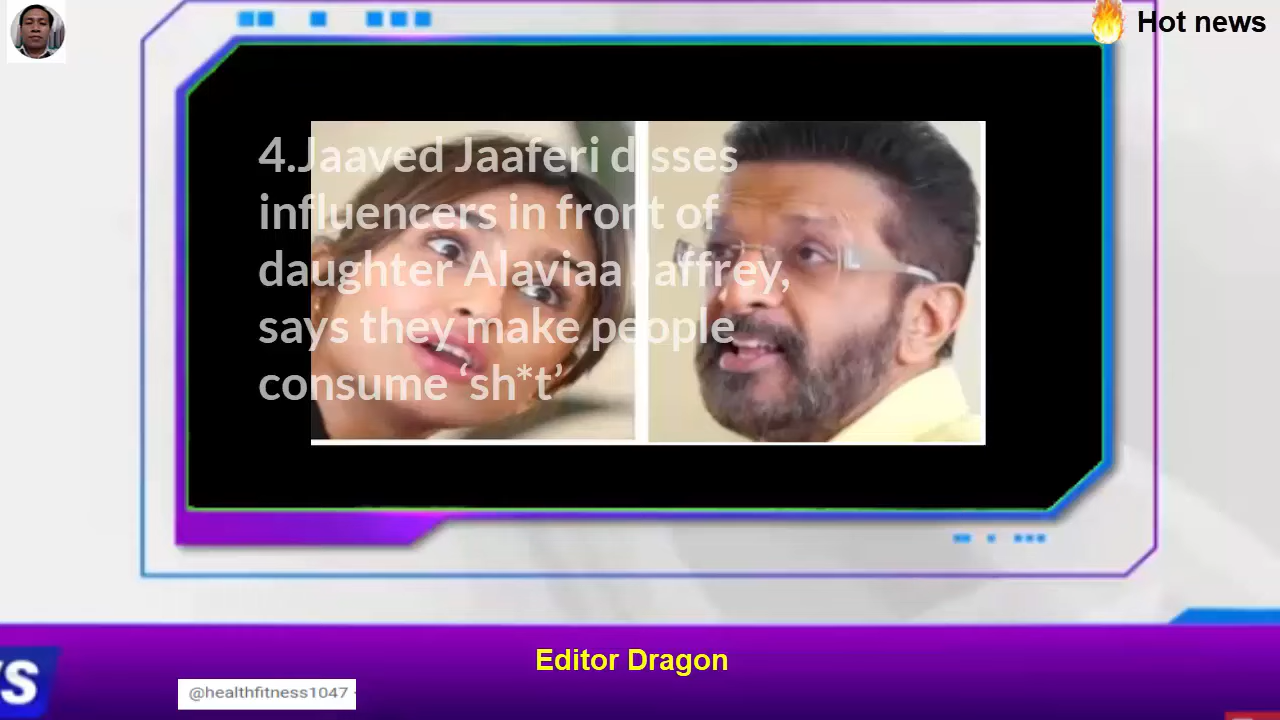 Hot news
4.Jaaved Jaaferi disses
influencers in front of
daughter Alaviaa Jaffrey,
says they make people
consume ‘sh*t’
Editor Dragon
@healthfitness1047